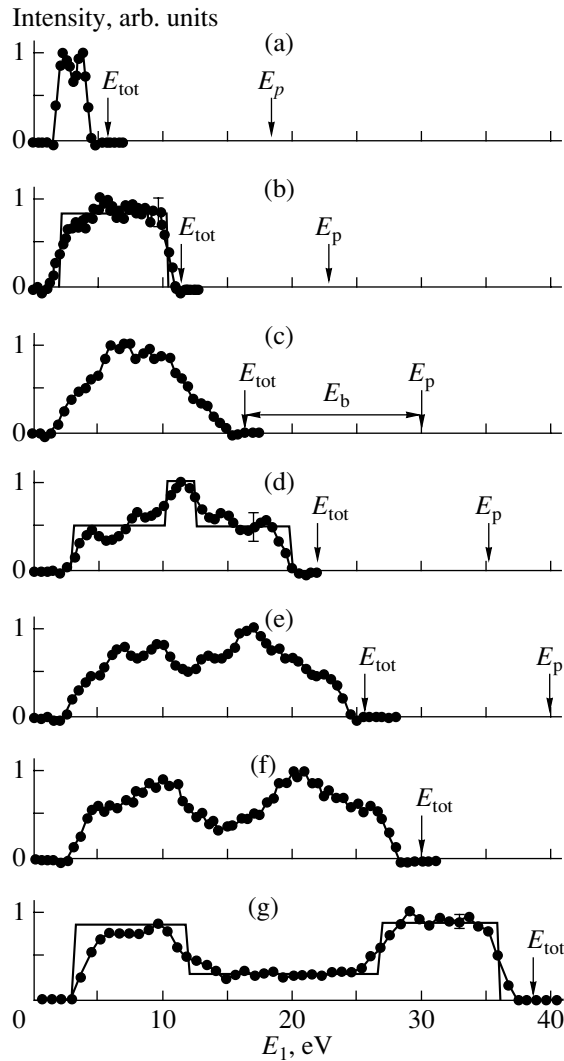 Intensity, arb. units
(a)
1
E_tot
E_p
0
(b)
1
E_tot
E_p
0
(c)
1
E_tot
E_p
E_b
0
(d)
1
E_tot
E_p
0
(e)
1
E_tot
E_p
0
(f)
1
E_tot
0
(g)
1
E_tot
0 10 20 30 40
E_1, eV